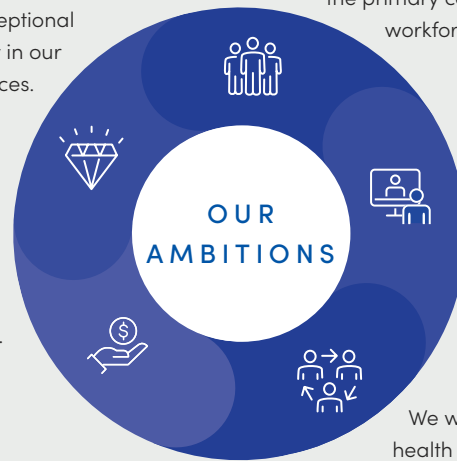 the primary c
workfor
eptional
in our
ces.
OUR
AMBITIONS
$
We w
health